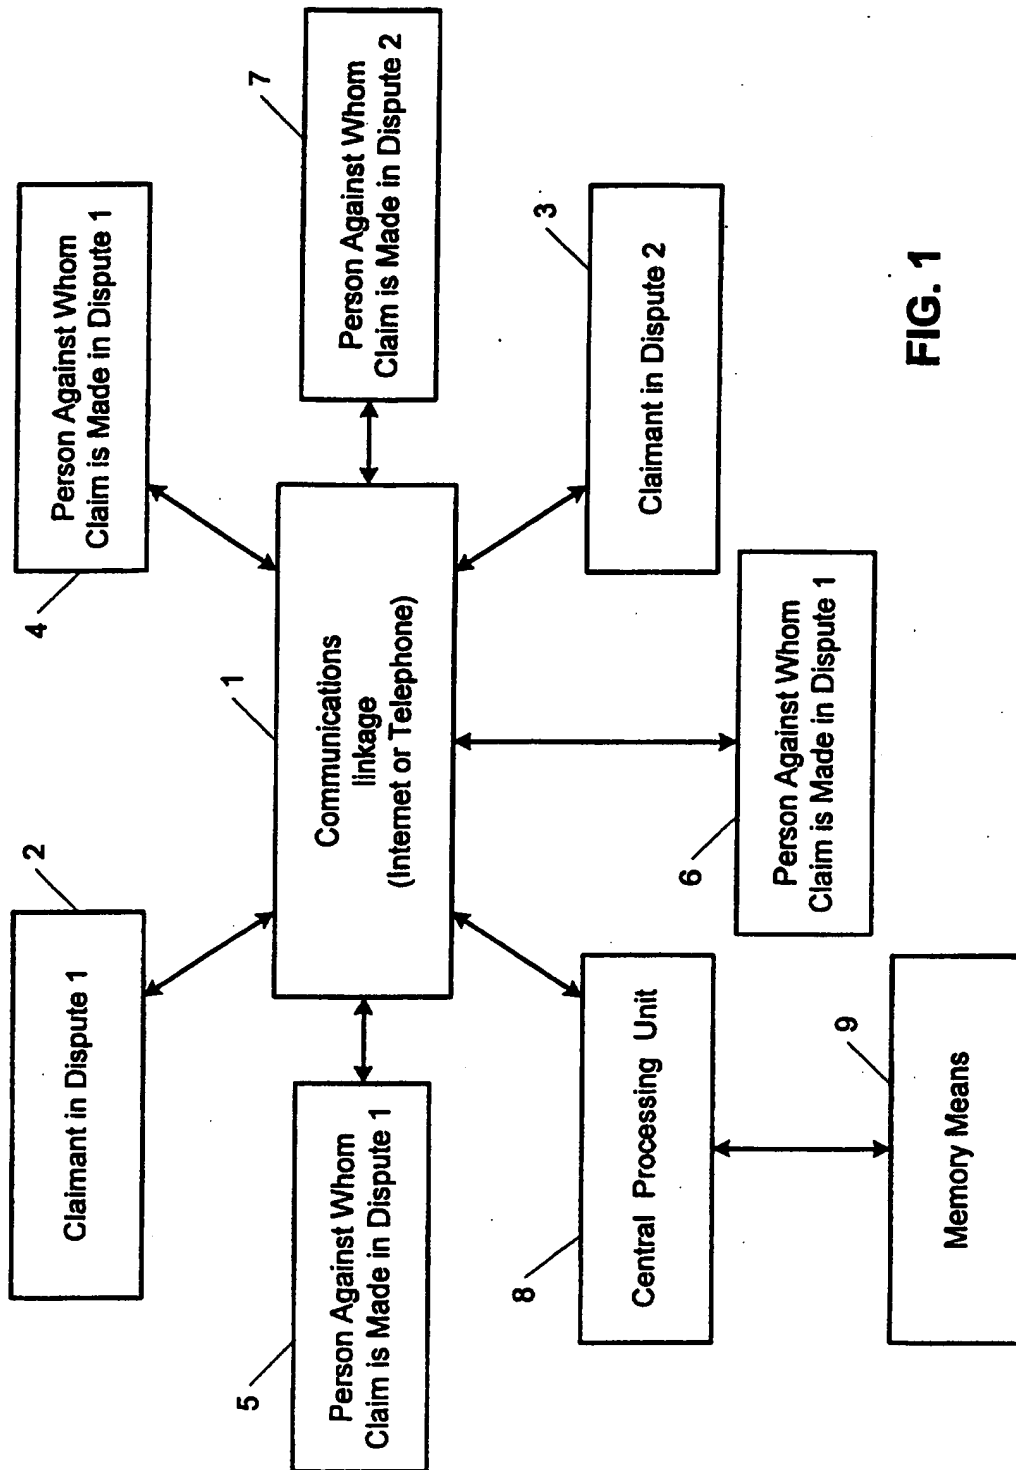 2
Claimant in Dispute 1
4
Person Against Whom
Claim is Made in Dispute 1
5
Person Against Whom
Claim is Made in Dispute 1
1
Communications
linkage
(Internet or Telephone)
7
Person Against Whom
Claim is Made in Dispute 2
8
Central Processing Unit
6
Person Against Whom
Claim is Made in Dispute 1
3
Claimant in Dispute 2
9
Memory Means
FIG. 1